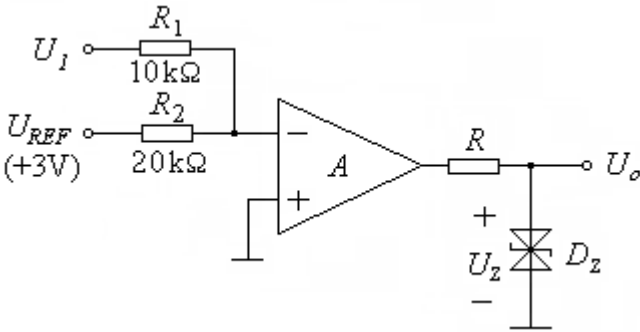 R1
U1
10kΩ
R2
UREF
(+3V)
20kΩ
−
+
A
R
Uo
+
UZ
−
DZ